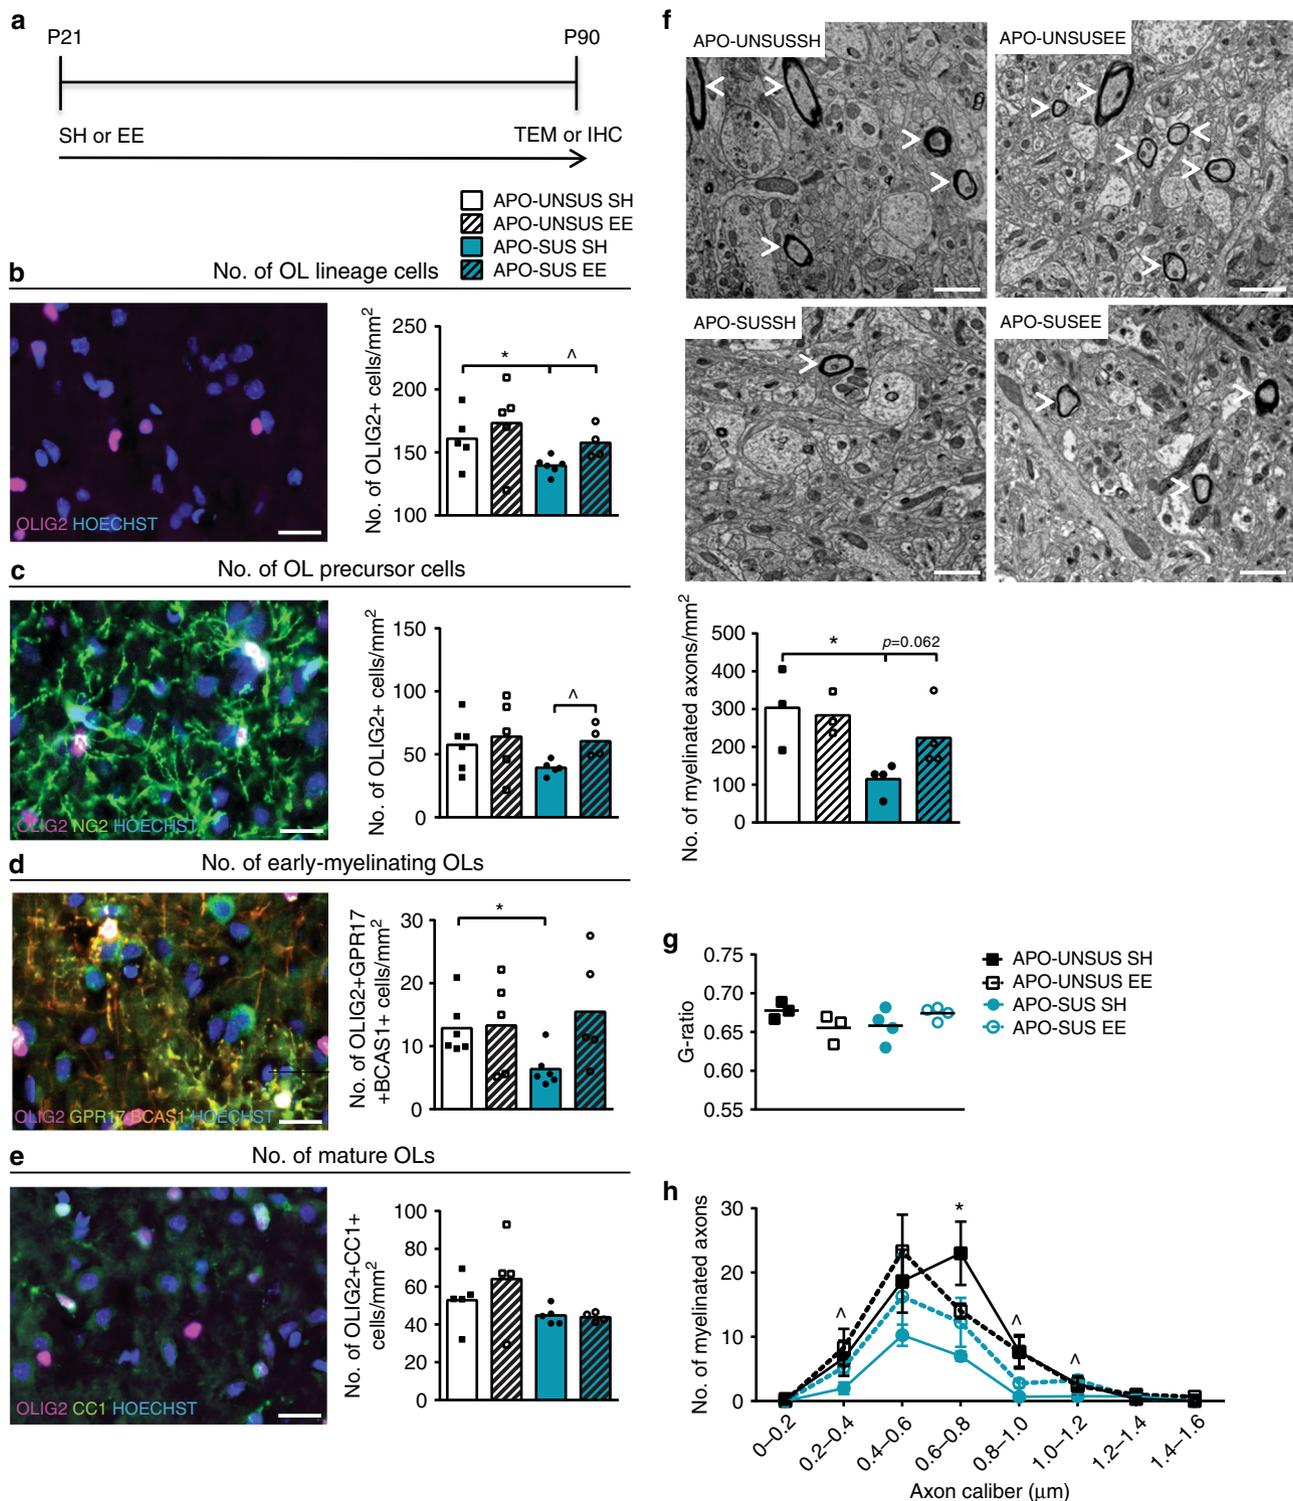 a
P21
P90
SH or EE
TEM or IHC
APO-UNSUS SH
APO-UNSUS EE
APO-SUS SH
APO-SUS EE
b
No. of OL lineage cells
OLIG2 HOECHST
No. of OLIG2+ cells/mm²
250
200
150
100
*
^
c
No. of OL precursor cells
OLIG2 NG2 HOECHST
No. of OLIG2+ cells/mm²
150
100
50
0
^
d
No. of early-myelinating OLs
OLIG2 GPR17 BCAS1 HOECHST
No. of OLIG2+GPR17
+BCAS1+ cells/mm²
30
20
10
0
*
e
No. of mature OLs
OLIG2 CC1 HOECHST
No. of OLIG2+CC1+
cells/mm²
100
80
60
40
20
0
f
APO-UNSUSSH
APO-UNSUSEE
APO-SUSSH
APO-SUSEE
No. of myelinated axons/mm²
500
400
300
200
100
0
*
p=0.062
g
G-ratio
0.75
0.70
0.65
0.60
0.55
APO-UNSUS SH
APO-UNSUS EE
APO-SUS SH
APO-SUS EE
h
No. of myelinated axons
30
20
10
0
^
*
^
^
0–0.2
0.2–0.4
0.4–0.6
0.6–0.8
0.8–1.0
1.0–1.2
1.2–1.4
1.4–1.6
Axon caliber (μm)